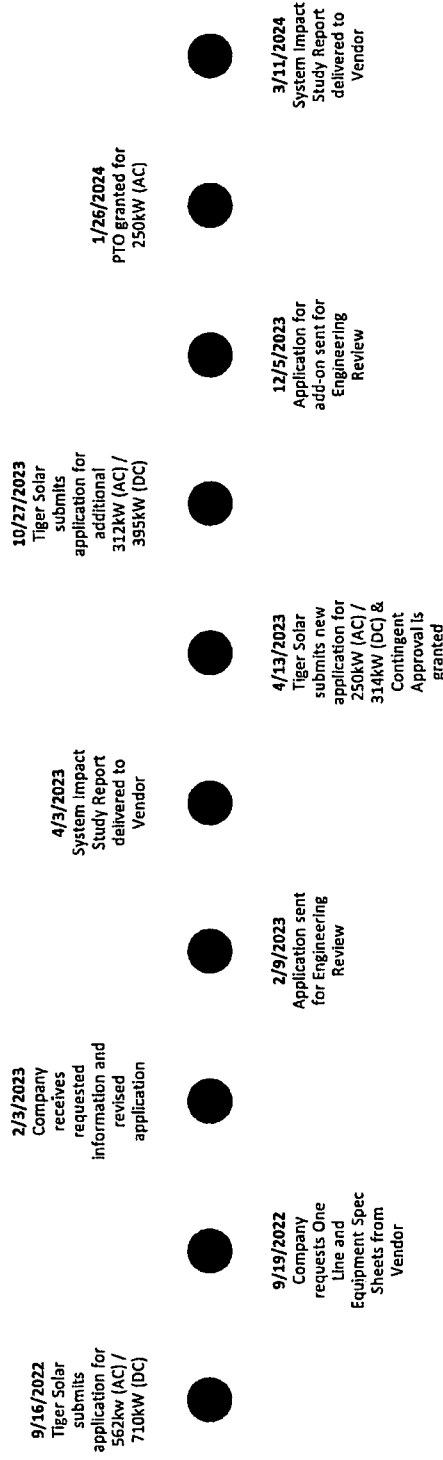 9/16/2022
Tiger Solar
submits
application for
562kw (AC) /
710kW (DC)
9/19/2022
Company
requests One
Line and
Equipment Spec
Sheets from
Vendor
2/3/2023
Company
receives
requested
information and
revised
application
2/9/2023
Application sent
for Engineering
Review
4/3/2023
System Impact
Study Report
delivered to
Vendor
4/13/2023
Tiger Solar
submits new
application for
250kW (AC) /
314kW (DC) &
Contingent
Approval is
granted
10/27/2023
Tiger Solar
submits
application for
additional
312kW (AC) /
395kW (DC)
12/5/2023
Application for
add-on sent for
Engineering
Review
1/26/2024
PTO granted for
250kW (AC)
3/11/2024
System Impact
Study Report
delivered to
Vendor